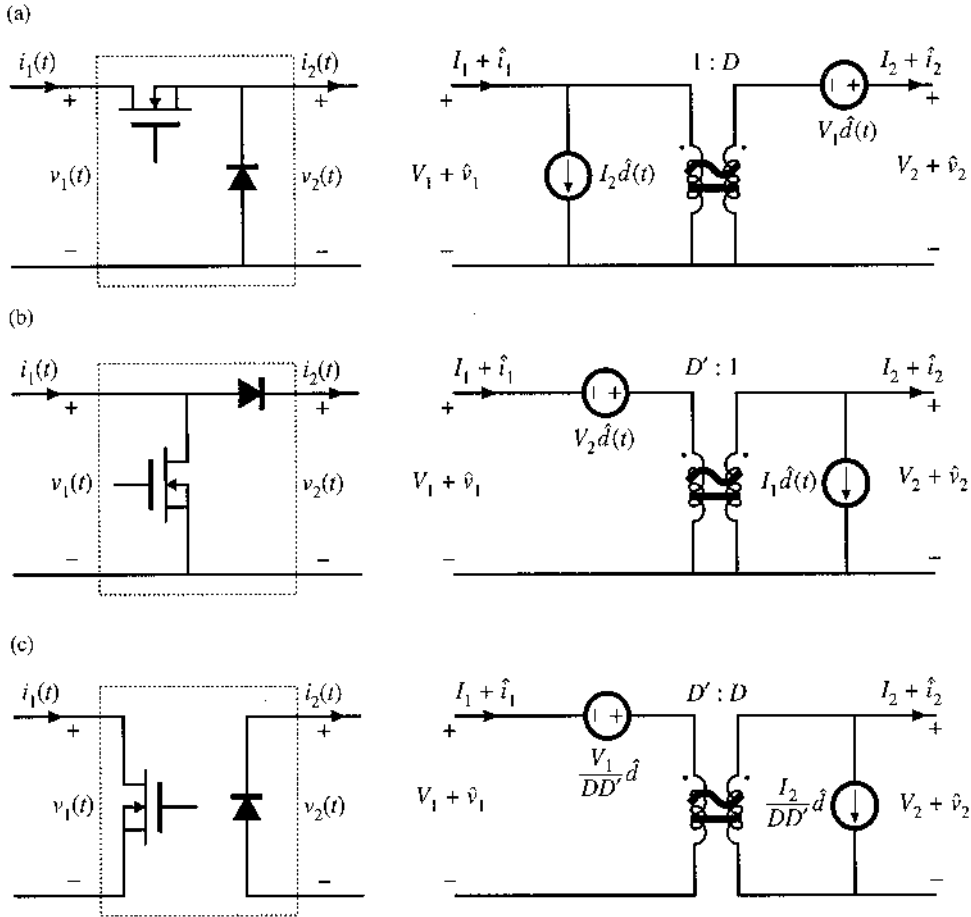 (a)
i₁(t) i₂(t) I₁ + î₁ 1 : D I₂ + î₂
+ + + − + +
V₁d̂(t)
v₁(t) v₂(t) V₁ + v̂₁ I₂d̂(t) V₂ + v̂₂
− − − −
(b)
i₁(t) i₂(t) I₁ + î₁ D′ : 1 I₂ + î₂
+ + + − + +
V₂d̂(t)
v₁(t) v₂(t) V₁ + v̂₁ I₁d̂(t) V₂ + v̂₂
− − − −
(c)
i₁(t) i₂(t) I₁ + î₁ D′ : D I₂ + î₂
+ + + − + +
V₁/DD′ d̂
v₁(t) v₂(t) V₁ + v̂₁ I₂/DD′ d̂ V₂ + v̂₂
− − − −